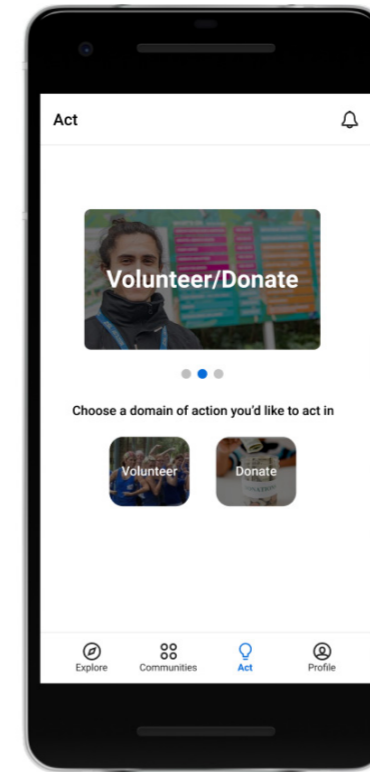 Act
Volunteer/Donate
Choose a domain of action you'd like to act in
Volunteer
Donate
Explore
Communities
Act
Profile